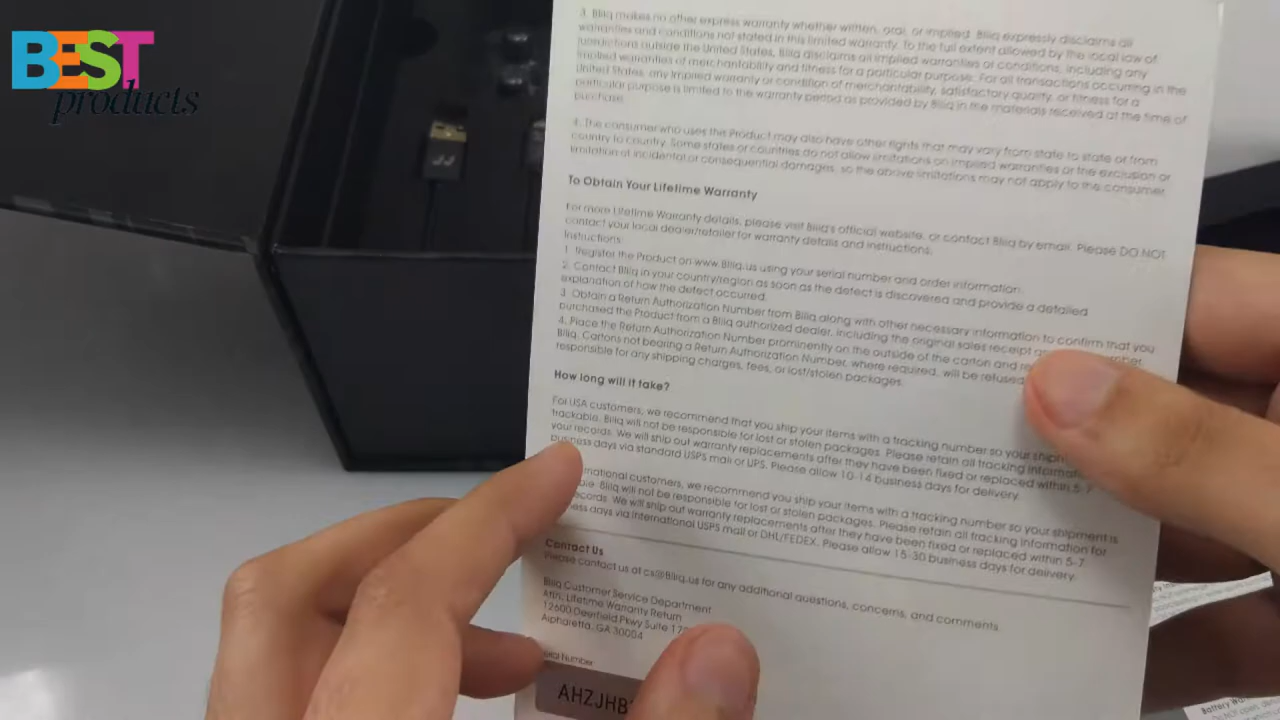 BEST
products
3. Bliiq makes no other express warranty whether written, oral, or implied. Bliiq expressly disclaims all
warranties and conditions not stated in this limited warranty. To the full extent allowed by the local law of
jurisdictions outside the United States, Bliiq disclaims all implied warranties or conditions, including any
implied warranties of merchantability and fitness for a particular purpose. For all transactions occurring in the
United States, any implied warranty or condition of merchantability, satisfactory quality, or fitness for a
particular purpose is limited to the warranty period as provided by Bliiq in the materials received at the time of
purchase.
4. The consumer who uses the Product may also have other rights that may vary from state to state or from
country to country. Some states or countries do not allow limitations on implied warranties or the exclusion or
limitation of incidental or consequential damages, so the above limitations may not apply to the consumer.
To Obtain Your Lifetime Warranty
For more Lifetime Warranty details, please visit Bliiq's official website, or contact Bliiq by email. Please DO NOT
contact your local dealer/retailer for warranty details and instructions.
Instructions:
1. Register the Product on www.Bliiq.us using your serial number and order information.
2. Contact Bliiq in your country/region as soon as the defect is discovered and provide a detailed
explanation of how the defect occurred.
3. Obtain a Return Authorization Number from Bliiq along with other necessary information to confirm that you
purchased the Product from a Bliiq authorized dealer, including the original sales receipt
4. Place the Return Authorization Number prominently on the outside of the carton and
Bliiq. Cartons not bearing a Return Authorization Number, where required, will be refused
responsible for any shipping charges, fees, or lost/stolen packages.
How long will it take?
For USA customers, we recommend that you ship your items with a tracking number so your
trackable. Bliiq will not be responsible for lost or stolen packages. Please retain all tracking
your records. We will ship out warranty replacements after they have been fixed or replaced within 5-7
business days via standard USPS mail or UPS. Please allow 10-14 business days for delivery.
customers, we recommend you ship your items with a tracking number so your shipment is
Bliiq will not be responsible for lost or stolen packages. Please retain all tracking information for
We will ship out warranty replacements after they have been fixed or replaced within 5-7
days via international USPS mail or DHL/FEDEX. Please allow 15-30 business days for delivery.
Contact Us
Please contact us at cs@Bliiq.us for any additional questions, concerns, and comments.
Bliiq Customer Service Department
Attn. Lifetime Warranty Return
12600 Deerfield Pkwy Suite
Alpharetta, GA 30004
Number
AHZJHB